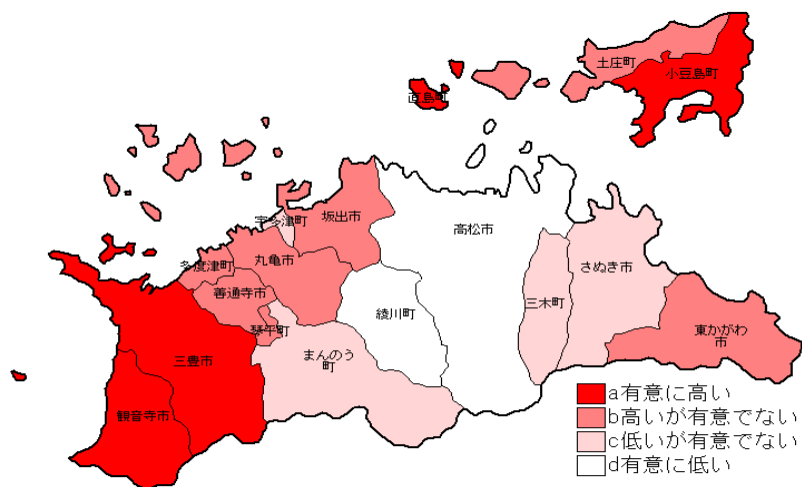 土庄町
小豆島町
直島町
宇多津町
坂出市
高松市
多度津町
丸亀市
さぬき市
善通寺市
三木町
綾川町
琴平町
東かがわ
市
まんのう
町
三豊市
観音寺市
a有意に高い
b高いが有意でない
c低いが有意でない
d有意に低い